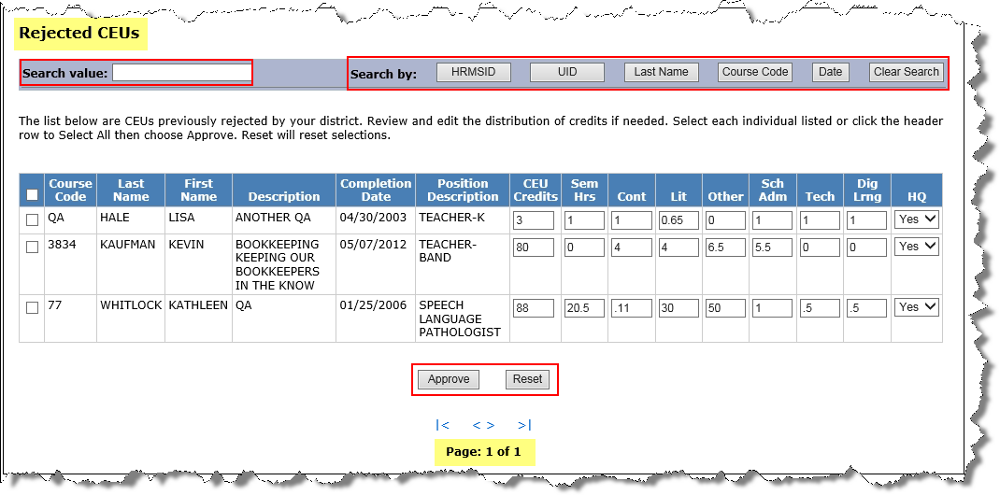 Rejected CEUs
Search value: Search by: HRMSID UID Last Name Course Code Date Clear Search
The list below are CEUs previously rejected by your district. Review and edit the distribution of credits if needed. Select each individual listed or click the header
row to Select All then choose Approve. Reset will reset selections.
Course Last First Completion Position CEU Sem Sch Dig
Code Name Name Description Date Description Credits Hrs Cont Lit Other Adm Tech Lrng HQ
QA HALE LISA ANOTHER QA 04/30/2003 TEACHER-K 3 1 1 0.65 0 1 1 1 Yes
3834 KAUFMAN KEVIN BOOKKEEPING 05/07/2012 TEACHER- 80 0 4 4 6.5 5.5 0 0 Yes
KEEPING OUR BAND
BOOKKEEPERS
IN THE KNOW
77 WHITLOCK KATHLEEN QA 01/25/2006 SPEECH 88 20.5 .11 30 50 1 .5 .5 Yes
LANGUAGE
PATHOLOGIST
Approve Reset
|< < > >|
Page: 1 of 1